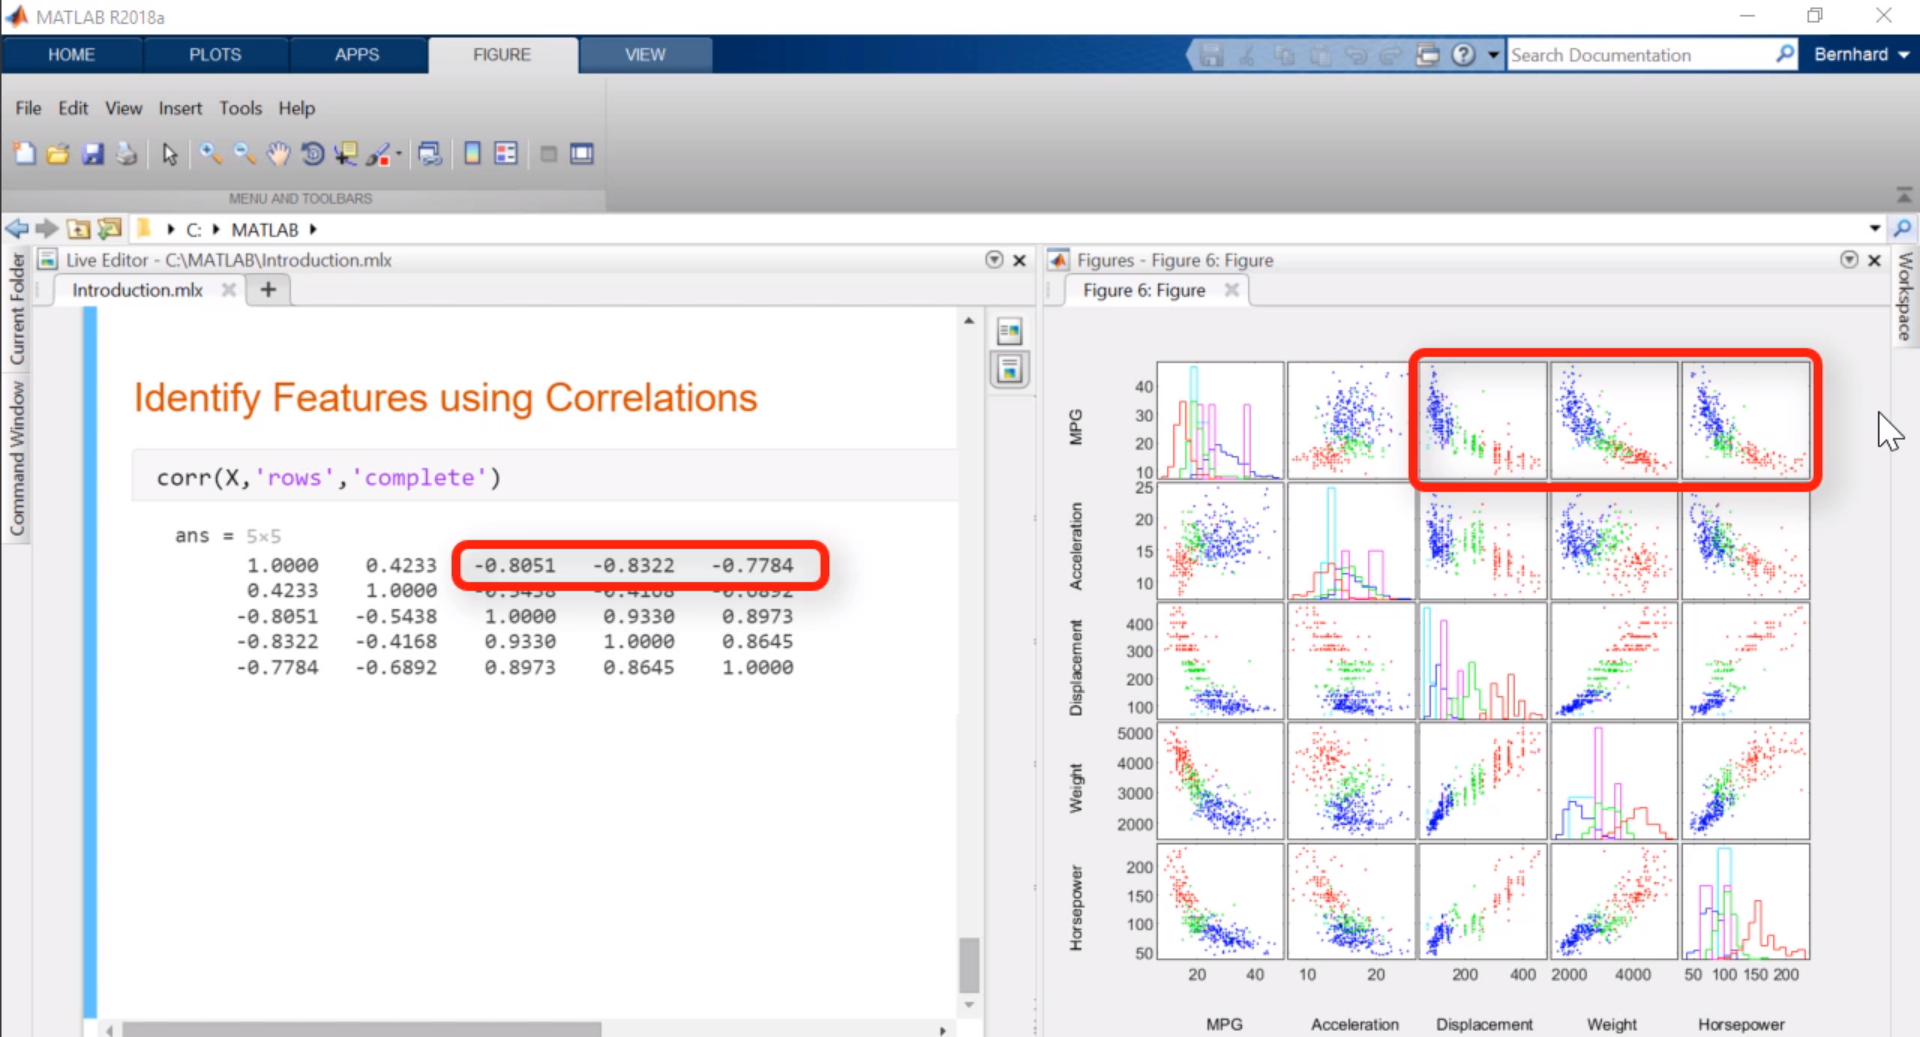 MATLAB R2018a
HOME PLOTS APPS FIGURE VIEW Search Documentation Bernhard
File Edit View Insert Tools Help
MENU AND TOOLBARS
C: MATLAB
Current Folder
Command Window
Live Editor - C:\MATLAB\Introduction.mlx
Introduction.mlx
Identify Features using Correlations
corr(X,'rows','complete')
ans = 5×5
1.0000 0.4233 -0.8051 -0.8322 -0.7784
0.4233 1.0000 -0.5438 -0.4168 -0.6892
-0.8051 -0.5438 1.0000 0.9330 0.8973
-0.8322 -0.4168 0.9330 1.0000 0.8645
-0.7784 -0.6892 0.8973 0.8645 1.0000
Figures - Figure 6: Figure
Figure 6: Figure
Workspace
MPG
40
30
20
10
Acceleration
25
20
15
10
Displacement
400
300
200
100
Weight
5000
4000
3000
2000
Horsepower
200
150
100
50
20 40 10 20 200 400 2000 4000 50 100 150 200
MPG Acceleration Displacement Weight Horsepower